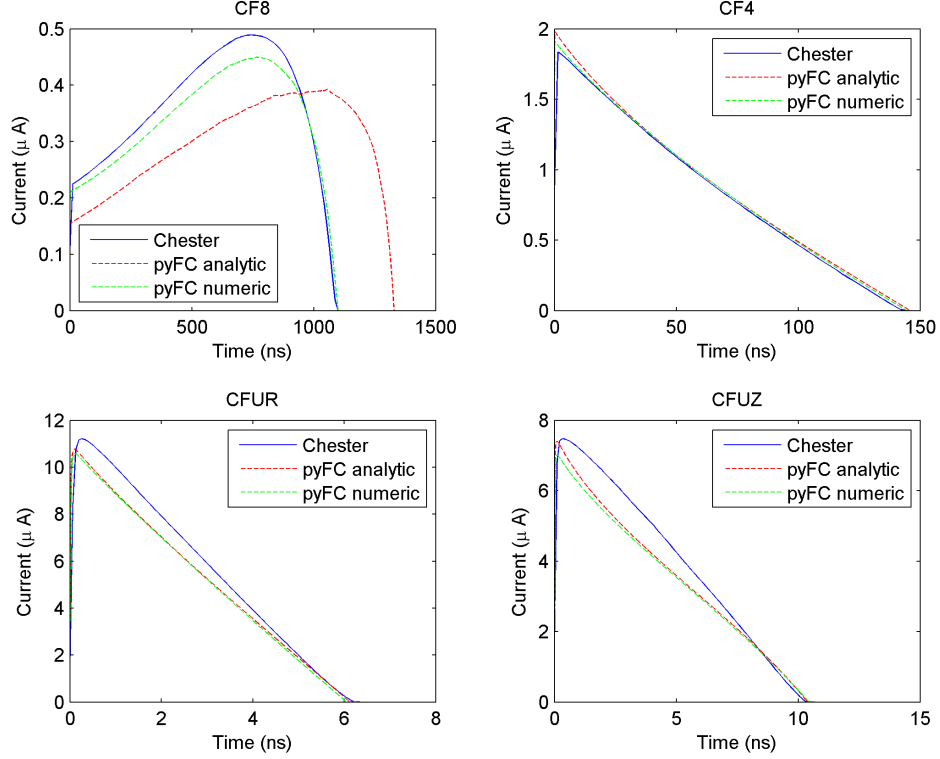 CF8
0.5
0.4
0.3
0.2
0.1
0
Current (μ A)
Chester
pyFC analytic
pyFC numeric
0 500 1000 1500
Time (ns)
CF4
2
1.5
1
0.5
0
Current (μ A)
Chester
pyFC analytic
pyFC numeric
0 50 100 150
Time (ns)
CFUR
12
10
8
6
4
2
0
Current (μ A)
Chester
pyFC analytic
pyFC numeric
0 2 4 6 8
Time (ns)
CFUZ
8
6
4
2
0
Current (μ A)
Chester
pyFC analytic
pyFC numeric
0 5 10 15
Time (ns)